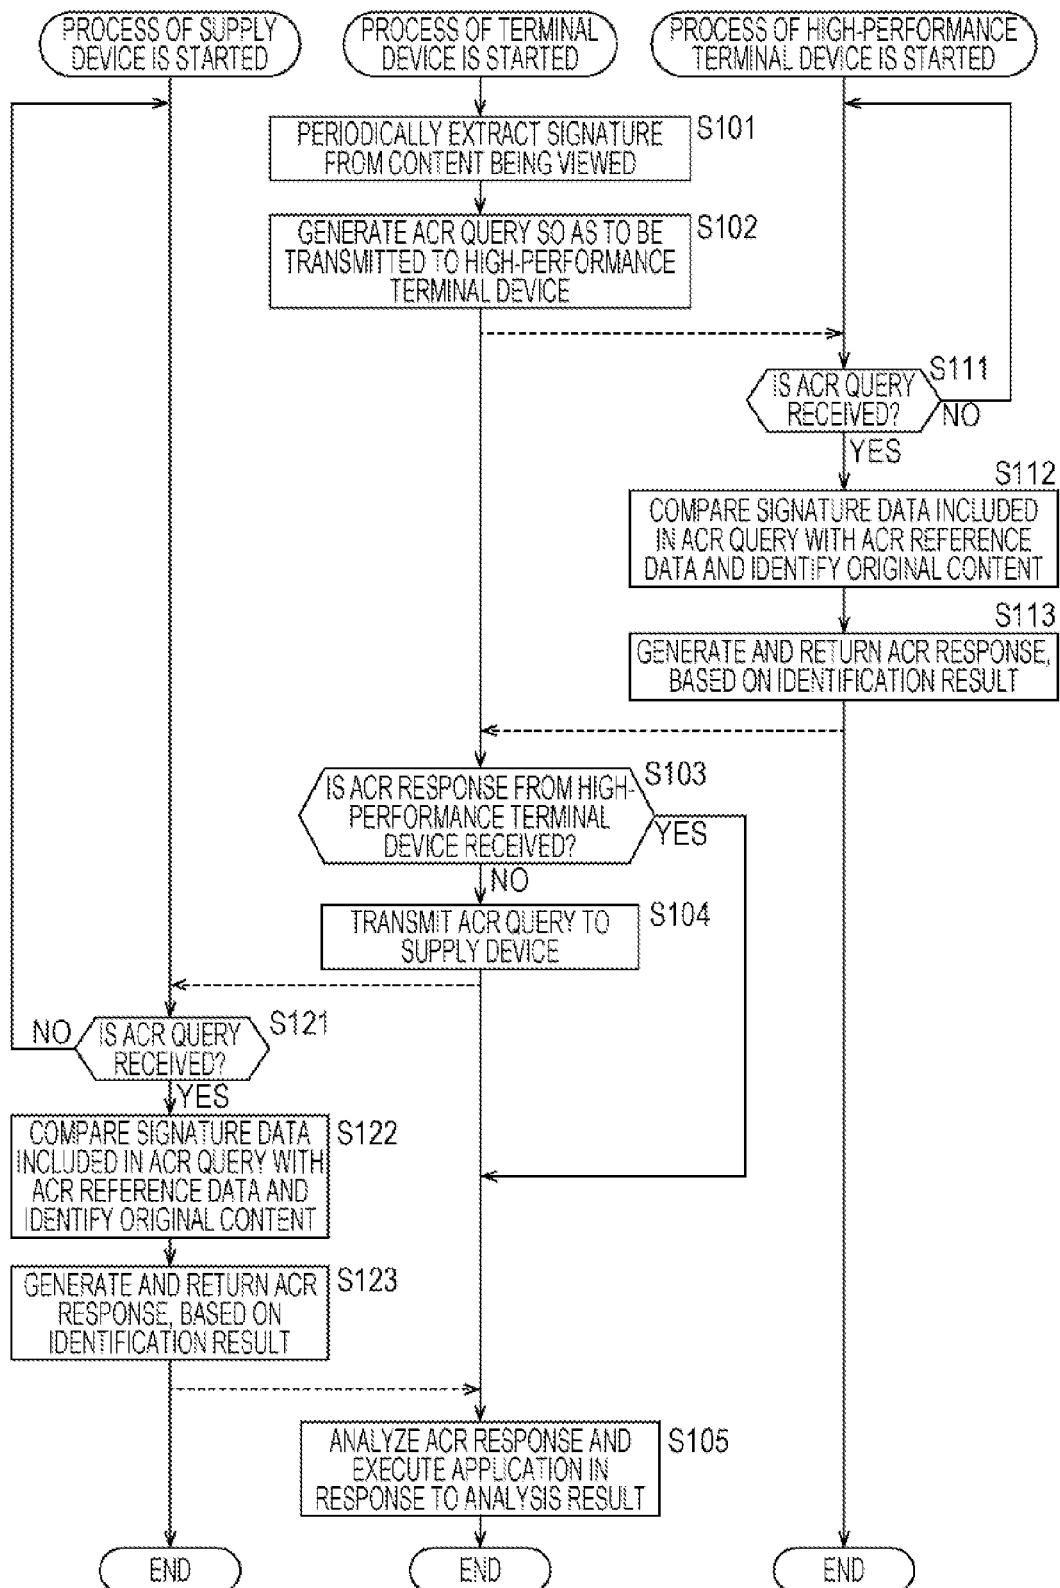 PROCESS OF SUPPLY
DEVICE IS STARTED
PROCESS OF TERMINAL
DEVICE IS STARTED
PROCESS OF HIGH-PERFORMANCE
TERMINAL DEVICE IS STARTED
S101
PERIODICALLY EXTRACT SIGNATURE
FROM CONTENT BEING VIEWED
S102
GENERATE ACR QUERY SO AS TO BE
TRANSMITTED TO HIGH-PERFORMANCE
TERMINAL DEVICE
S111
IS ACR QUERY
RECEIVED?
NO
YES
S112
COMPARE SIGNATURE DATA INCLUDED
IN ACR QUERY WITH ACR REFERENCE
DATA AND IDENTIFY ORIGINAL CONTENT
S113
GENERATE AND RETURN ACR RESPONSE,
BASED ON IDENTIFICATION RESULT
S103
IS ACR RESPONSE FROM HIGH-
PERFORMANCE TERMINAL
DEVICE RECEIVED?
YES
NO
S104
TRANSMIT ACR QUERY TO
SUPPLY DEVICE
S121
NO
IS ACR QUERY
RECEIVED?
YES
S122
COMPARE SIGNATURE DATA
INCLUDED IN ACR QUERY WITH
ACR REFERENCE DATA AND
IDENTIFY ORIGINAL CONTENT
S123
GENERATE AND RETURN ACR
RESPONSE, BASED ON
IDENTIFICATION RESULT
S105
ANALYZE ACR RESPONSE AND
EXECUTE APPLICATION IN
RESPONSE TO ANALYSIS RESULT
END
END
END